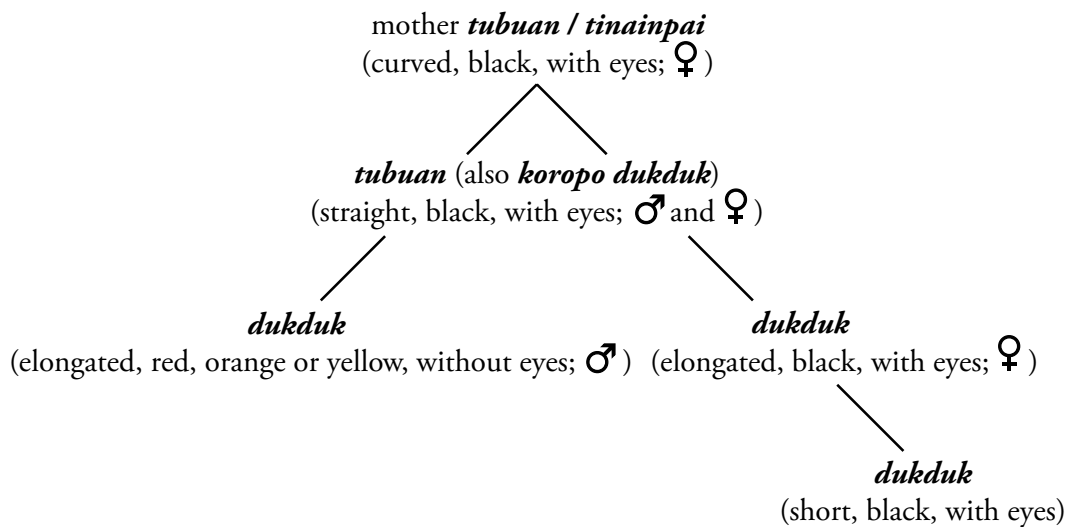 mother tubuan / tinainpai
(curved, black, with eyes; ♀)
tubuan (also koropo dukduk)
(straight, black, with eyes; ♂ and ♀)
dukduk
(elongated, red, orange or yellow, without eyes; ♂)
dukduk
(elongated, black, with eyes; ♀)
dukduk
(short, black, with eyes)